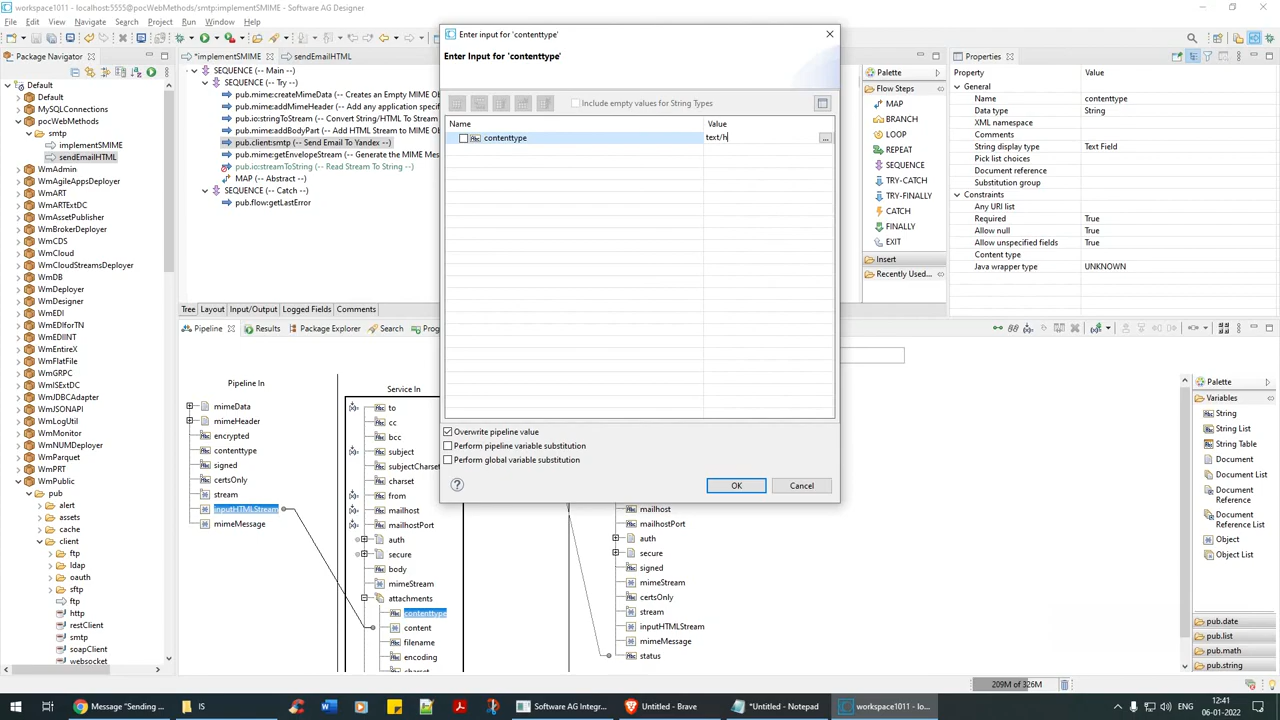 workspace1011 - localhost:5555@pocWebMethods/smtp:implementSMIME - Software AG Designer
File Edit View Navigate Search Project Run Window Help
Package Navigator
Default
Default
MySQLConnections
pocWebMethods
smtp
implementSMIME
sendEmailHTML
WmAdmin
WmAgileAppsDeployer
WmART
WmARTExtDC
WmAssetPublisher
WmBrokerDeployer
WmCDS
WmCloud
WmCloudStreamsDeployer
WmDB
WmDeployer
WmDesigner
WmEDI
WmEDIforTN
WmEDIINT
WmEntireX
WmFlatFile
WmGRPC
WmISExtDC
WmJDBCAdapter
WmJSONAPI
WmLogUtil
WmMonitor
WmNUMDeployer
WmParquet
WmPRT
WmPublic
pub
alert
assets
cache
client
ftp
ldap
oauth
sftp
ftp
http
restClient
smtp
soapClient
websocket
*implementSMIME sendEmailHTML
SEQUENCE (-- Main --)
SEQUENCE (-- Try --)
pub.mime:createMimeData (-- Creates an Empty MIME Ob
pub.mime:addMimeHeader (-- Add any application specif
pub.io:stringToStream (-- Convert String/HTML To Stream
pub.mime:addBodyPart (-- Add HTML Stream to MIME O
pub.client:smtp (-- Send Email To Yandex --)
pub.mime:getEnvelopeStream (-- Generate the MIME Mes
pub.io:streamToString (-- Read Stream To String --)
MAP (-- Abstract --)
SEQUENCE (-- Catch --)
pub.flow:getLastError
Tree Layout Input/Output Logged Fields Comments
Enter input for 'contenttype'
Enter Input for 'contenttype'
Include empty values for String Types
Name Value
contenttype text/h
...
Overwrite pipeline value
Perform pipeline variable substitution
Perform global variable substitution
OK Cancel
Palette
Flow Steps
MAP
BRANCH
LOOP
REPEAT
SEQUENCE
TRY-CATCH
TRY-FINALLY
CATCH
FINALLY
EXIT
Insert
Recently Used...
Properties
Property Value
General
Name contenttype
Data type String
XML namespace
Comments
String display type Text Field
Pick list choices
Document reference
Substitution group
Constraints
Any URI list
Required True
Allow null True
Allow unspecified fields True
Content type
Java wrapper type UNKNOWN
Pipeline Results Package Explorer Search Prog
Pipeline In
mimeData
mimeHeader
encrypted
contenttype
signed
certsOnly
stream
inputHTMLStream
mimeMessage
Service In
to
cc
bcc
subject
subjectCharset
charset
from
mailhost
mailhostPort
auth
secure
body
mimeStream
attachments
contenttype
content
filename
encoding
charset
mailhost
mailhostPort
auth
secure
signed
mimeStream
certsOnly
stream
inputHTMLStream
mimeMessage
status
Palette
Variables
String
String List
String Table
Document
Document List
Document
Reference
Document
Reference List
Object
Object List
pub.date
pub.list
pub.math
pub.string
209M of 326M
Message "Sending ... IS Software AG Integr... Untitled - Brave *Untitled - Notepad workspace1011 - lo...
ENG
12:41
06-01-2022